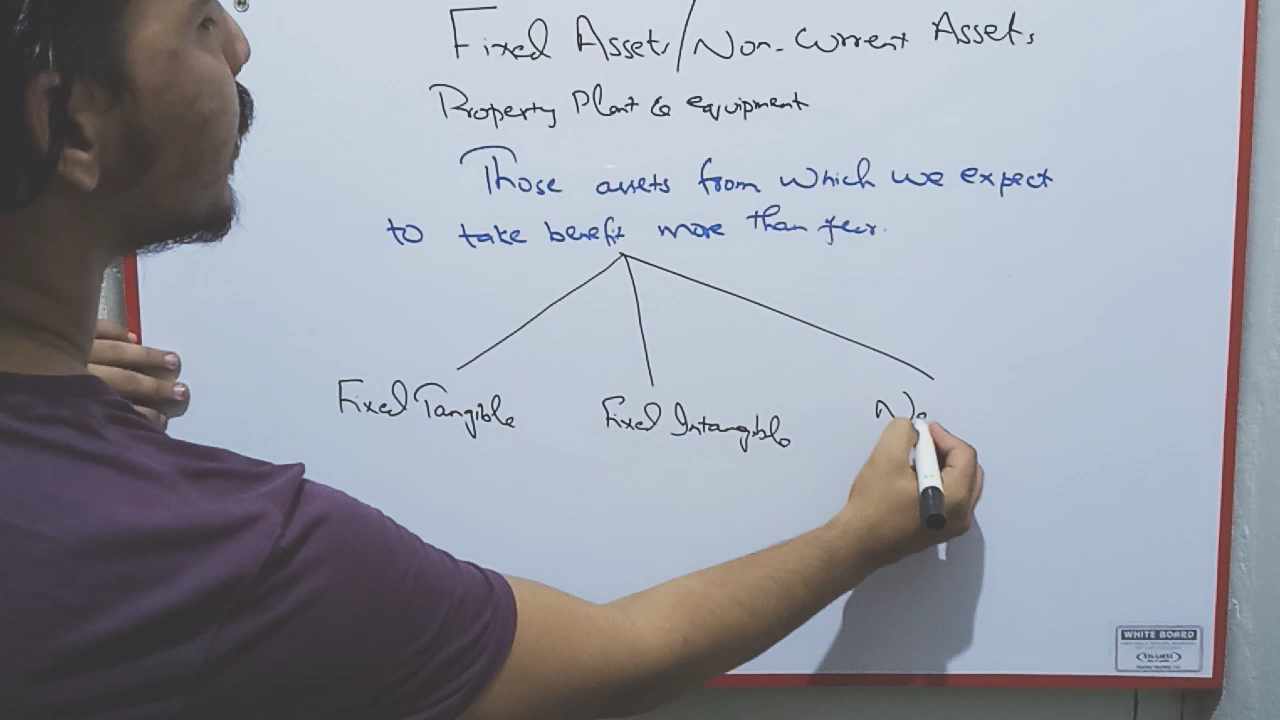 Fixed Assets/Non-Current Assets
Property Plant & equipment
Those assets from which we expect
to take benefit more than year.
Fixed Tangible
Fixed Intangible
No
WHITE BOARD